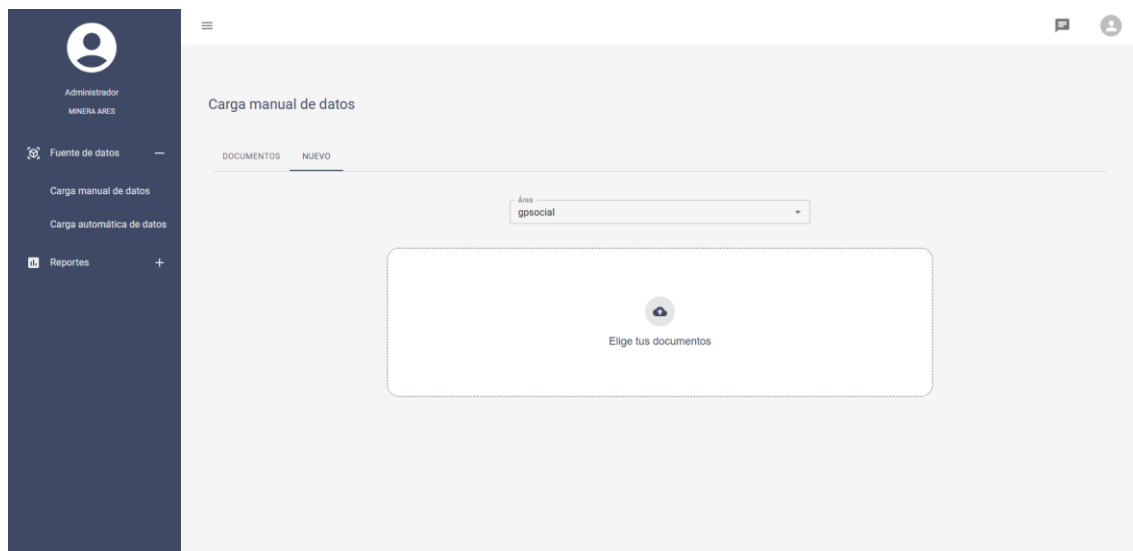 Administrador
MINERA ARES
Fuente de datos
Carga manual de datos
Carga automática de datos
Reportes
Carga manual de datos
DOCUMENTOS NUEVO
Área
gpsocial
Elige tus documentos